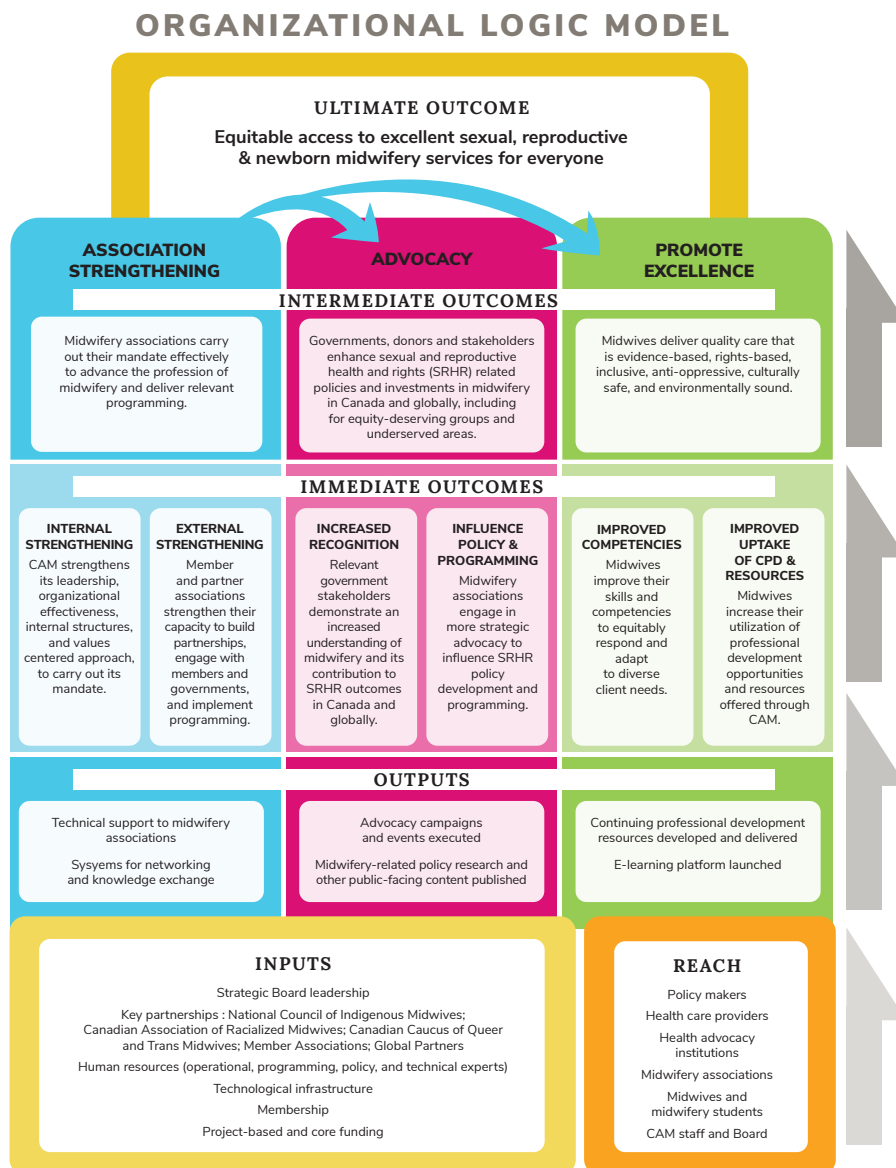 ORGANIZATIONAL LOGIC MODEL
ULTIMATE OUTCOME
Equitable access to excellent sexual, reproductive
& newborn midwifery services for everyone
ASSOCIATION
STRENGTHENING
ADVOCACY
PROMOTE
EXCELLENCE
INTERMEDIATE OUTCOMES
Midwifery associations carry
out their mandate effectively
to advance the profession of
midwifery and deliver relevant
programming.
Governments, donors and stakeholders
enhance sexual and reproductive
health and rights (SRHR) related
policies and investments in midwifery
in Canada and globally, including
for equity-deserving groups and
underserved areas.
Midwives deliver quality care that
is evidence-based, rights-based,
inclusive, anti-oppressive, culturally
safe, and environmentally sound.
IMMEDIATE OUTCOMES
INTERNAL
STRENGTHENING
CAM strengthens
its leadership,
organizational
effectiveness,
internal structures,
and values
centered approach,
to carry out its
mandate.
EXTERNAL
STRENGTHENING
Member
and partner
associations
strengthen their
capacity to build
partnerships,
engage with
members and
governments,
and implement
programming.
INCREASED
RECOGNITION
Relevant
government
stakeholders
demonstrate an
increased
understanding of
midwifery and its
contribution to
SRHR outcomes
in Canada and
globally.
INFLUENCE
POLICY &
PROGRAMMING
Midwifery
associations
engage in
more strategic
advocacy to
influence SRHR
policy
development and
programming.
IMPROVED
COMPETENCIES
Midwives
improve their
skills and
competencies
to equitably
respond and
adapt
to diverse
client needs.
IMPROVED
UPTAKE
OF CPD &
RESOURCES
Midwives
increase their
utilization of
professional
development
opportunities
and resources
offered through
CAM.
OUTPUTS
Technical support to midwifery
associations
Sysyems for networking
and knowledge exchange
Advocacy campaigns
and events executed
Midwifery-related policy research and
other public-facing content published
Continuing professional development
resources developed and delivered
E-learning platform launched
INPUTS
Strategic Board leadership
Key partnerships : National Council of Indigenous Midwives;
Canadian Association of Racialized Midwives; Canadian Caucus of Queer
and Trans Midwives; Member Associations; Global Partners
Human resources (operational, programming, policy, and technical experts)
Technological infrastructure
Membership
Project-based and core funding
REACH
Policy makers
Health care providers
Health advocacy
institutions
Midwifery associations
Midwives and
midwifery students
CAM staff and Board